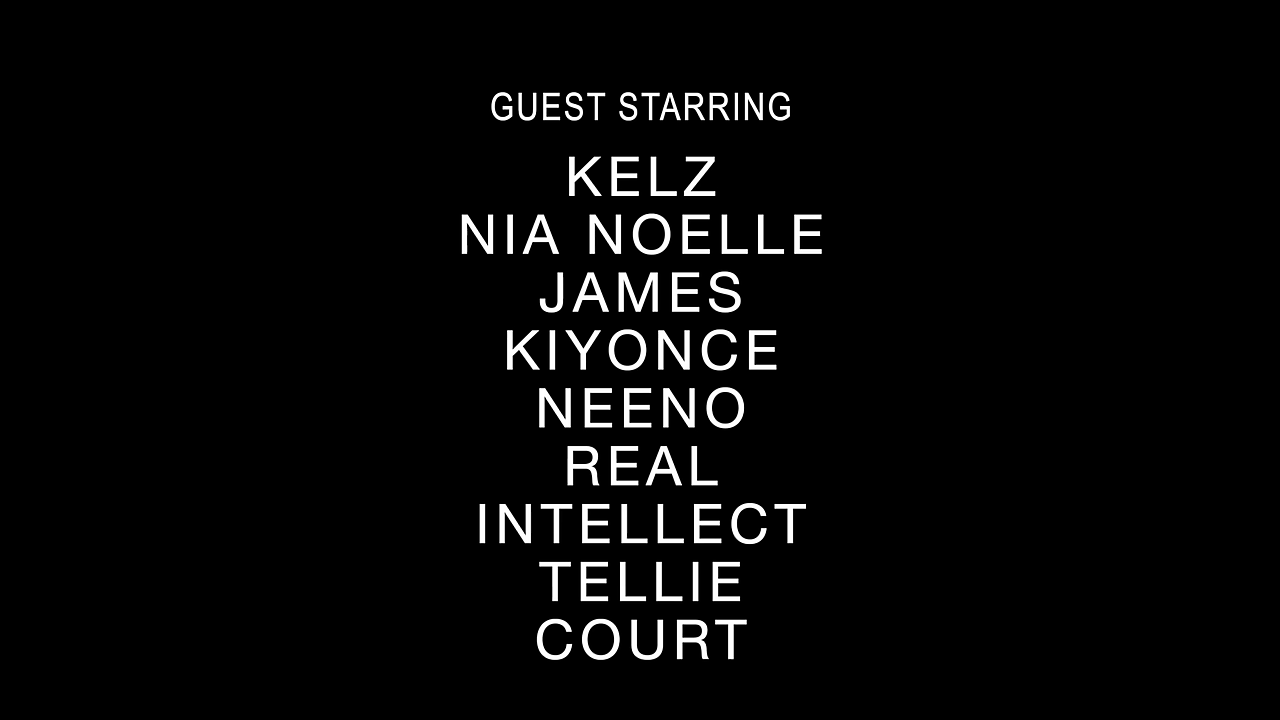 GUEST STARRING
KELZ
NIA NOELLE
JAMES
KIYONCE
NEENO
REAL
INTELLECT
TELLIE
COURT